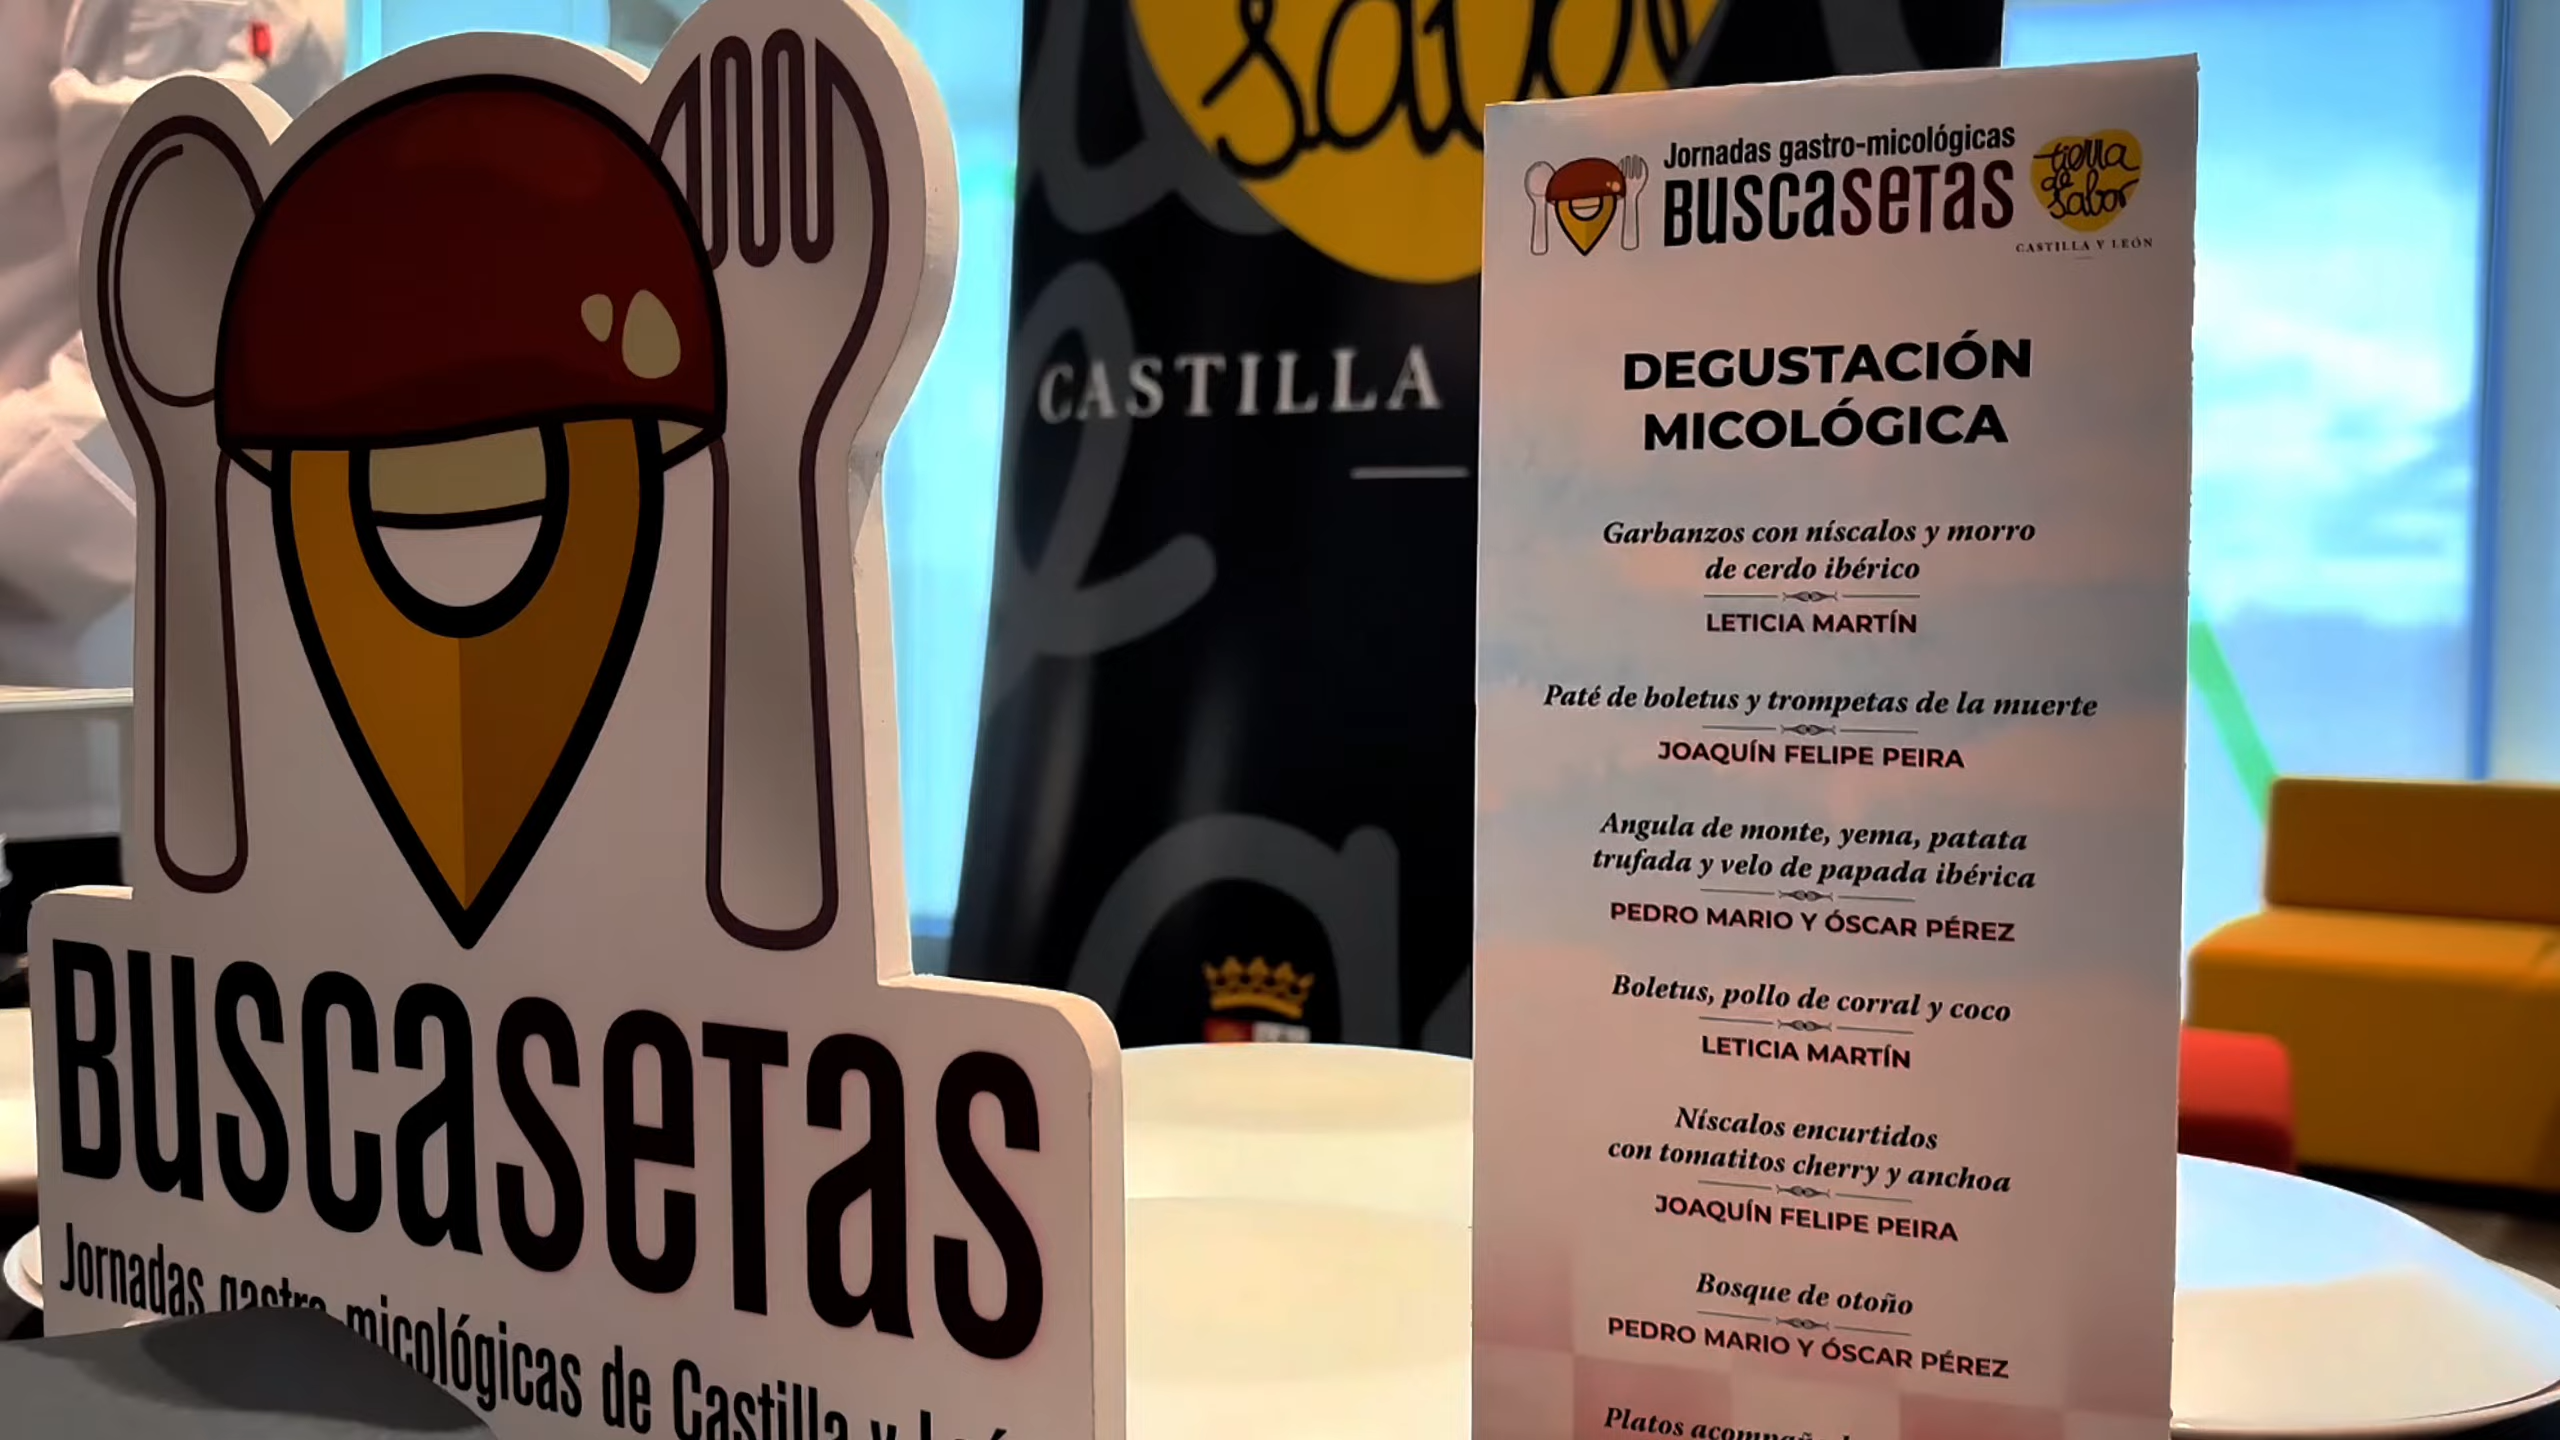 BUSCASETAS
Jornadas gastro-micológicas de Castilla y
sabor
CASTILLA
Jornadas gastro-micológicas
BUSCASETAS
tierra
de
sabor
CASTILLA Y LEÓN
DEGUSTACIÓN
MICOLÓGICA
Garbanzos con níscalos y morro
de cerdo ibérico
LETICIA MARTÍN
Paté de boletus y trompetas de la muerte
JOAQUÍN FELIPE PEIRA
Angula de monte, yema, patata
trufada y velo de papada ibérica
PEDRO MARIO Y ÓSCAR PÉREZ
Boletus, pollo de corral y coco
LETICIA MARTÍN
Níscalos encurtidos
con tomatitos cherry y anchoa
JOAQUÍN FELIPE PEIRA
Bosque de otoño
PEDRO MARIO Y ÓSCAR PÉREZ
Platos